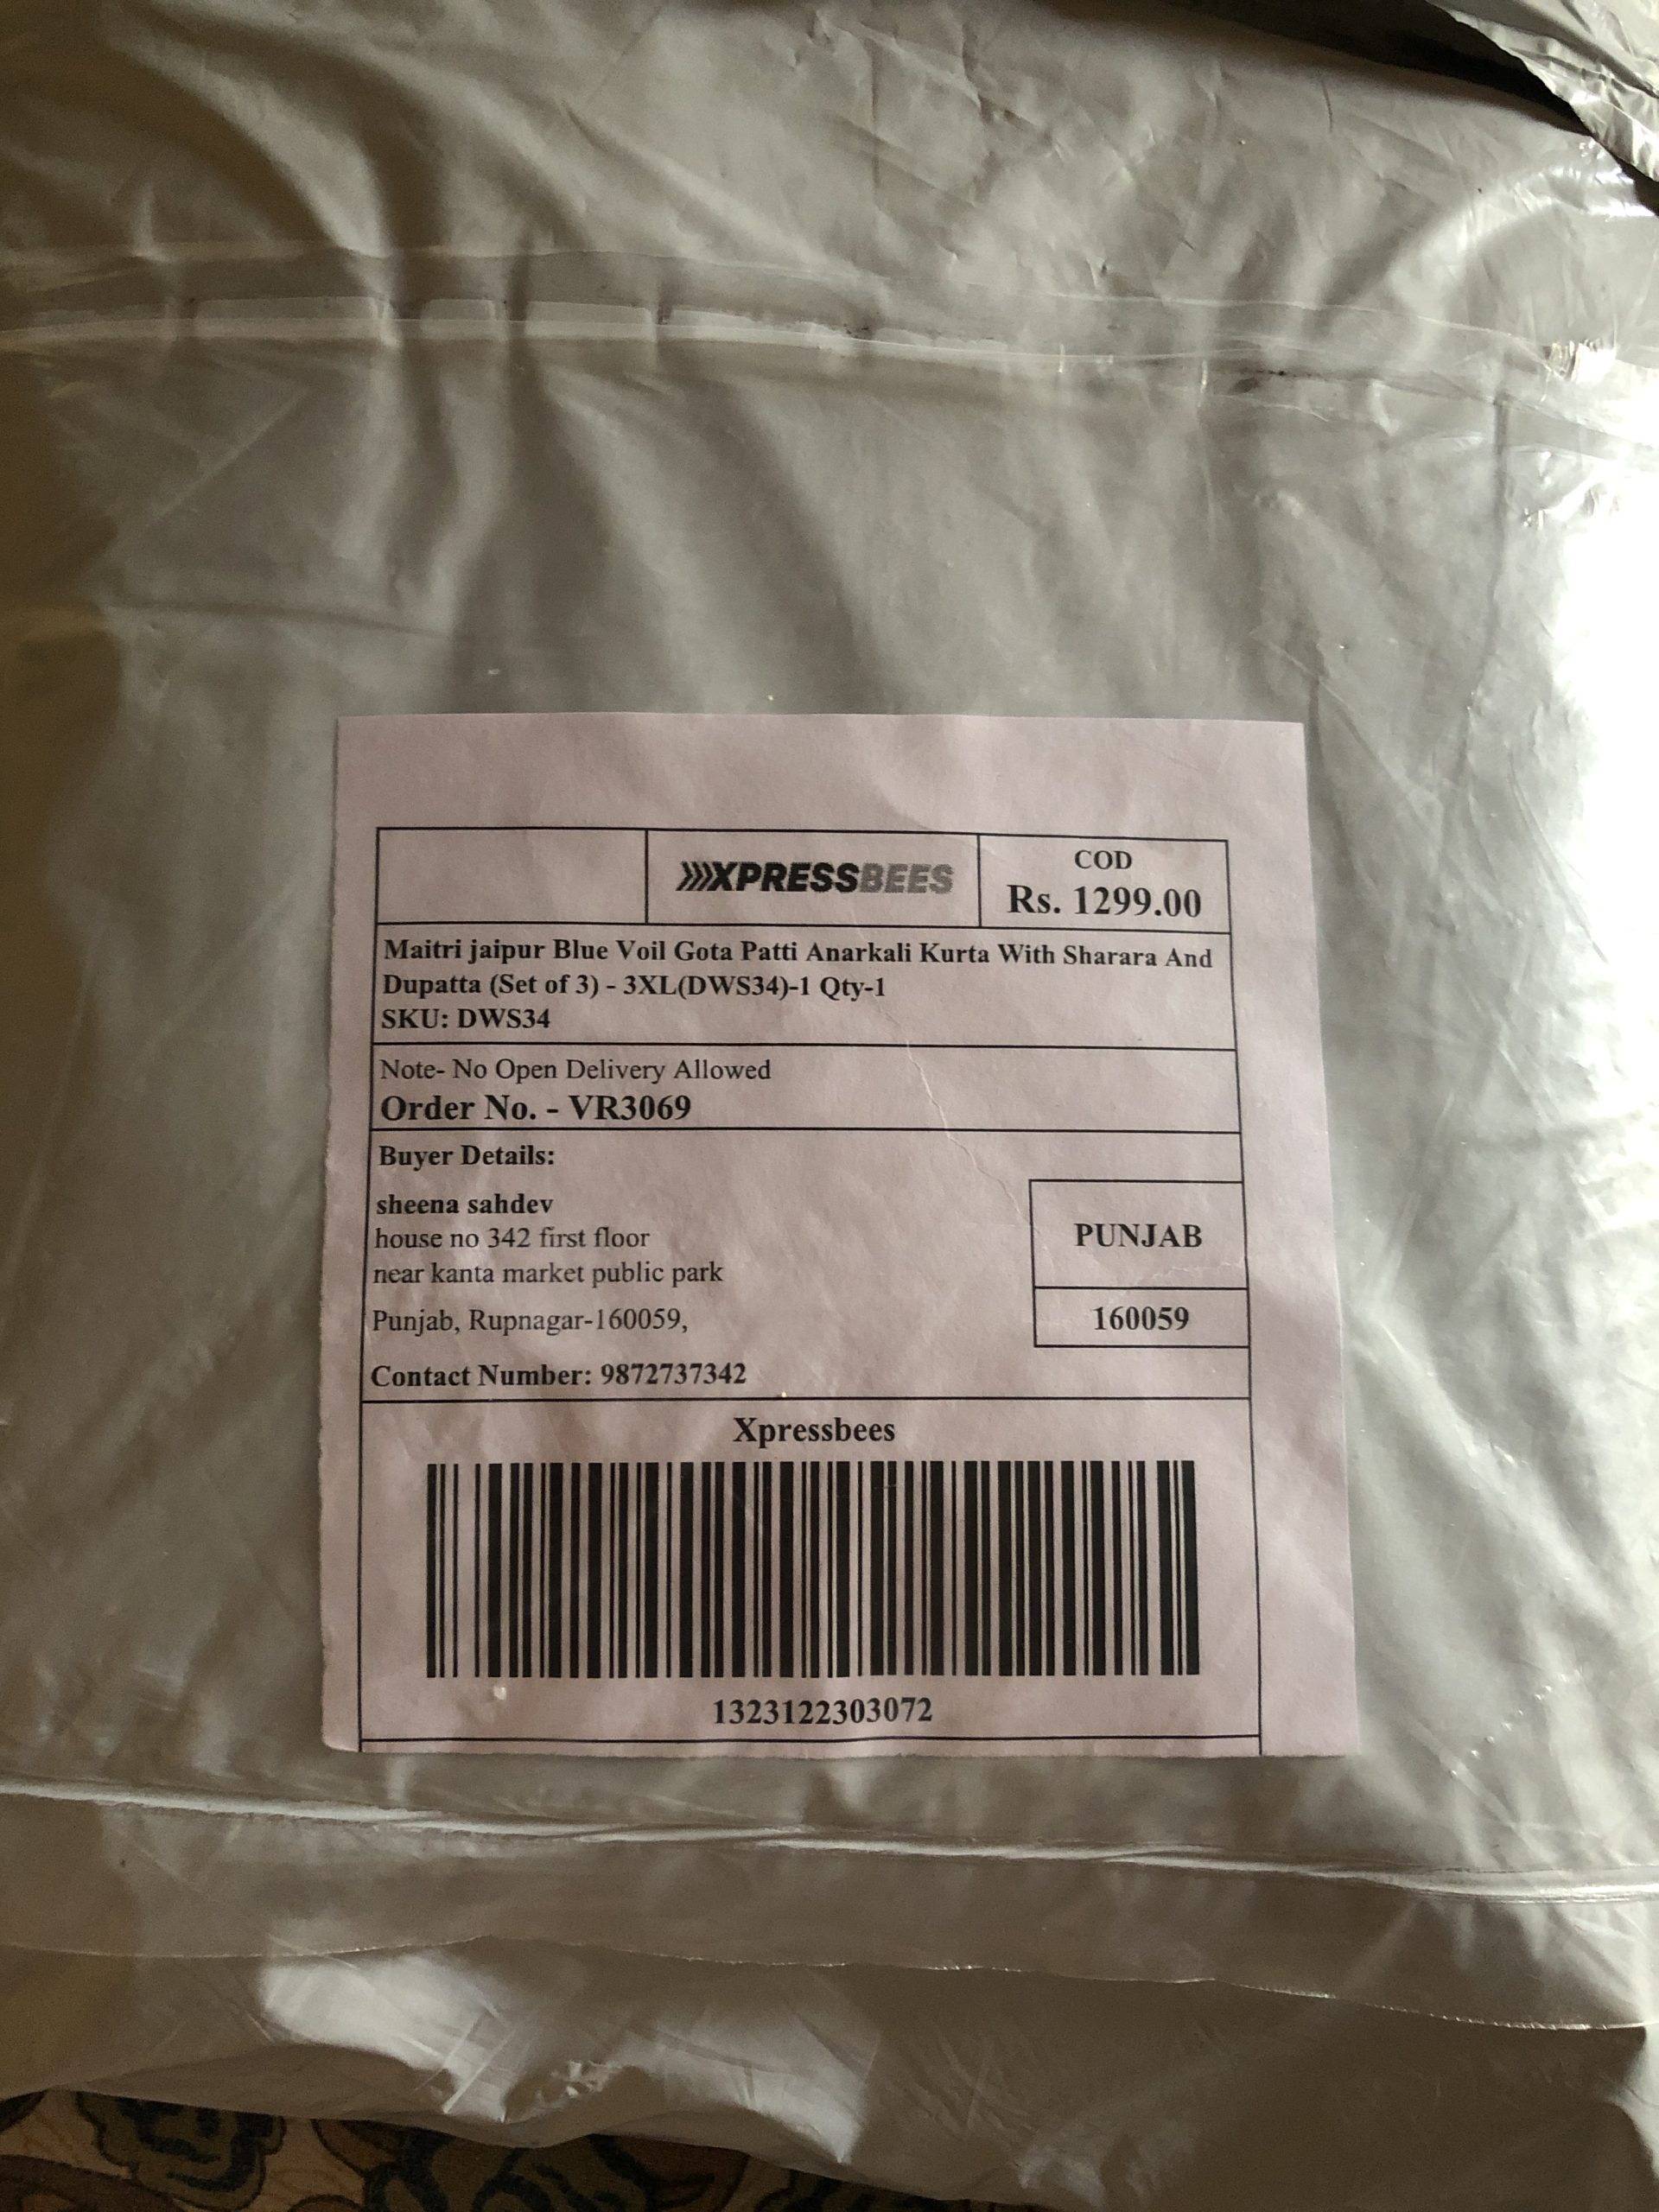 XPRESSBEES
COD
Rs. 1299.00
Maitri jaipur Blue Voil Gota Patti Anarkali Kurta With Sharara And
Dupatta (Set of 3) - 3XL(DWS34)-1 Qty-1
SKU: DWS34
Note- No Open Delivery Allowed
Order No. - VR3069
Buyer Details:
sheena sahdev
house no 342 first floor
near kanta market public park
Punjab, Rupnagar-160059,
PUNJAB
160059
Contact Number: 9872737342
Xpressbees
1323122303072